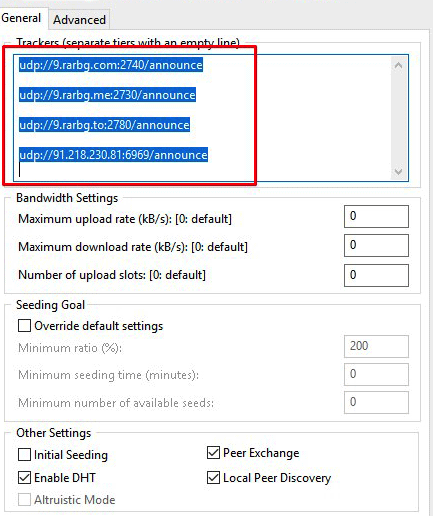 General
Advanced
Trackers (separate tiers with an empty line)
udp://9.rarbg.com:2740/announce
udp://9.rarbg.me:2730/announce
udp://9.rarbg.to:2780/announce
udp://91.218.230.81:6969/announce
Bandwidth Settings
Maximum upload rate (kB/s): [0: default]
0
Maximum download rate (kB/s): [0: default]
0
Number of upload slots: [0: default]
0
Seeding Goal
Override default settings
Minimum ratio (%):
200
Minimum seeding time (minutes):
0
Minimum number of available seeds:
0
Other Settings
Initial Seeding
Peer Exchange
Enable DHT
Local Peer Discovery
Altruistic Mode